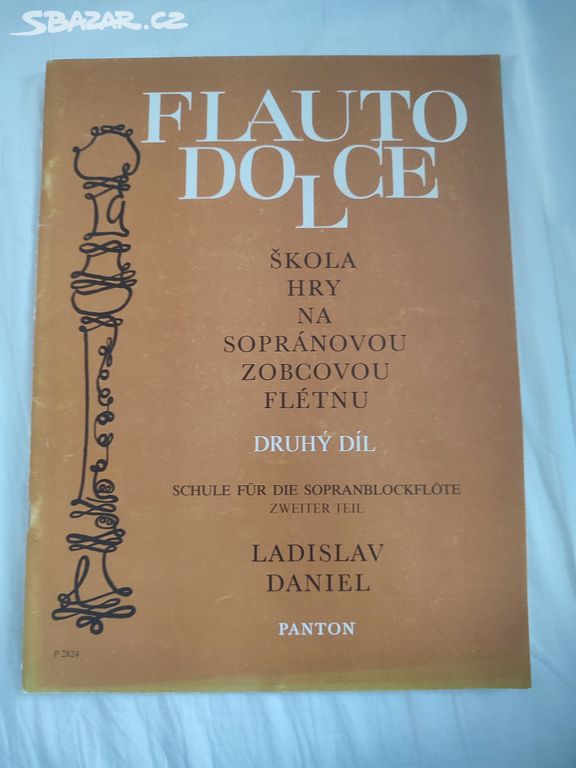 SBAZAR.CZ
FLAUTO
DOLCE
ŠKOLA
HRY
NA
SOPRÁNOVOU
ZOBCOVOU
FLÉTNU
DRUHÝ DÍL
SCHULE FÜR DIE SOPRANBLOCKFLÖTE
ZWEITER TEIL
LADISLAV
DANIEL
PANTON
P 2824